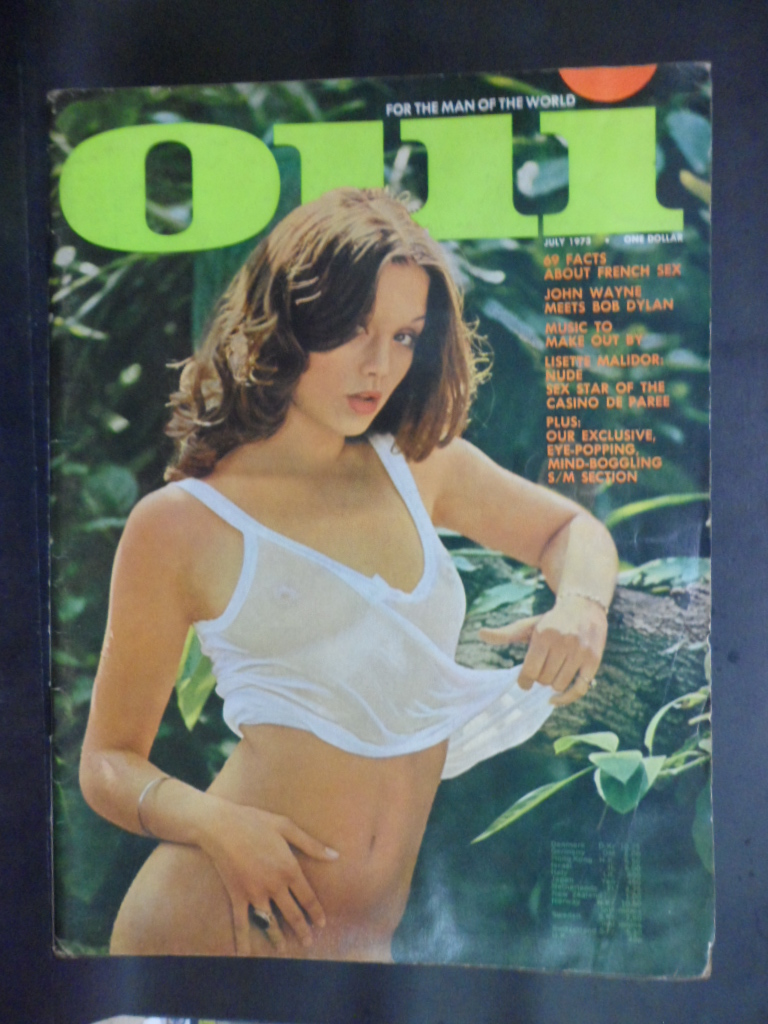 FOR THE MAN OF THE WORLD
oui
JULY 1973 • ONE DOLLAR
69 FACTS
ABOUT FRENCH SEX
JOHN WAYNE
MEETS BOB DYLAN
MUSIC TO
MAKE OUT BY
LISETTE MALIDOR:
NUDE
SEX STAR OF THE
CASINO DE PAREE
PLUS:
OUR EXCLUSIVE,
EYE-POPPING,
MIND-BOGGLING
S/M SECTION